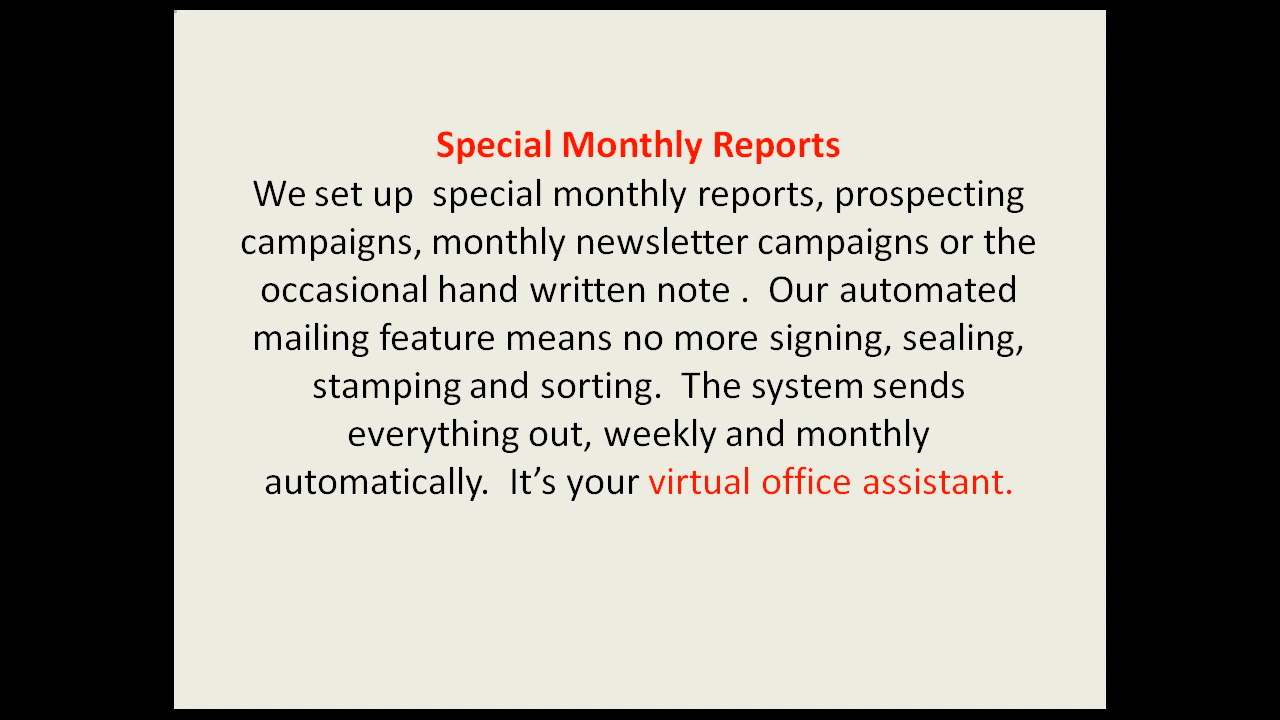 Special Monthly Reports
We set up  special monthly reports, prospecting
campaigns, monthly newsletter campaigns or the
occasional hand written note .  Our automated
mailing feature means no more signing, sealing,
stamping and sorting.  The system sends
everything out, weekly and monthly
automatically.  It’s your virtual office assistant.